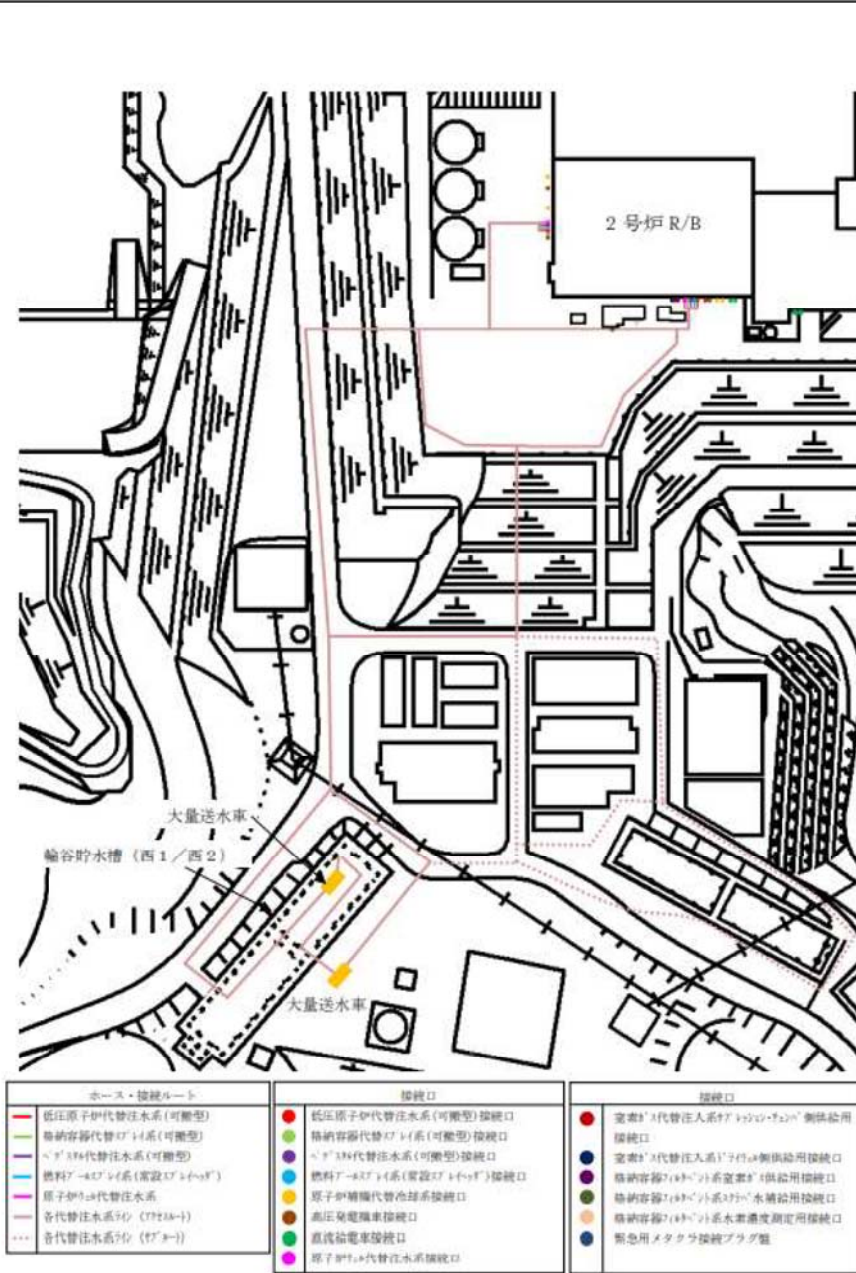 2 号炉 R/B
大量送水車
輪谷貯水槽（西１／西２）
大量送水車
ホース・接続ルート
低圧原子炉代替注水系(可搬型)
格納容器代替ｽﾌﾟﾚｲ系(可搬型)
ﾍﾟﾃﾞｽﾀﾙ代替注水系(可搬型)
燃料ﾌﾟｰﾙｽﾌﾟﾚｲ系(常設ｽﾌﾟﾚｲﾍｯﾀﾞ)
原子炉ｳｪﾙ代替注水系
各代替注水系ﾗｲﾝ (ｱｸｾｽﾙｰﾄ)
各代替注水系ﾗｲﾝ (ｻﾌﾞﾙｰﾄ)
接続口
低圧原子炉代替注水系(可搬型)接続口
格納容器代替ｽﾌﾟﾚｲ系(可搬型)接続口
ﾍﾟﾃﾞｽﾀﾙ代替注水系(可搬型)接続口
燃料ﾌﾟｰﾙｽﾌﾟﾚｲ系(常設ｽﾌﾟﾚｲﾍｯﾀﾞ)接続口
原子炉補機代替冷却系接続口
高圧発電機車接続口
直流給電車接続口
原子炉ｳｪﾙ代替注水系接続口
接続口
窒素ｶﾞｽ代替注入系ｻﾌﾟﾚｯｼｮﾝ・ﾁｪﾝﾊﾞ側供給用
接続口
窒素ｶﾞｽ代替注入系ﾄﾞﾗｲｳｪﾙ側供給用接続口
格納容器ﾌｨﾙﾀﾍﾞﾝﾄ系窒素ｶﾞｽ供給用接続口
格納容器ﾌｨﾙﾀﾍﾞﾝﾄ系ｽｸﾗﾊﾞ水補給用接続口
格納容器ﾌｨﾙﾀﾍﾞﾝﾄ系水素濃度測定用接続口
緊急用メタクラ接続プラグ盤